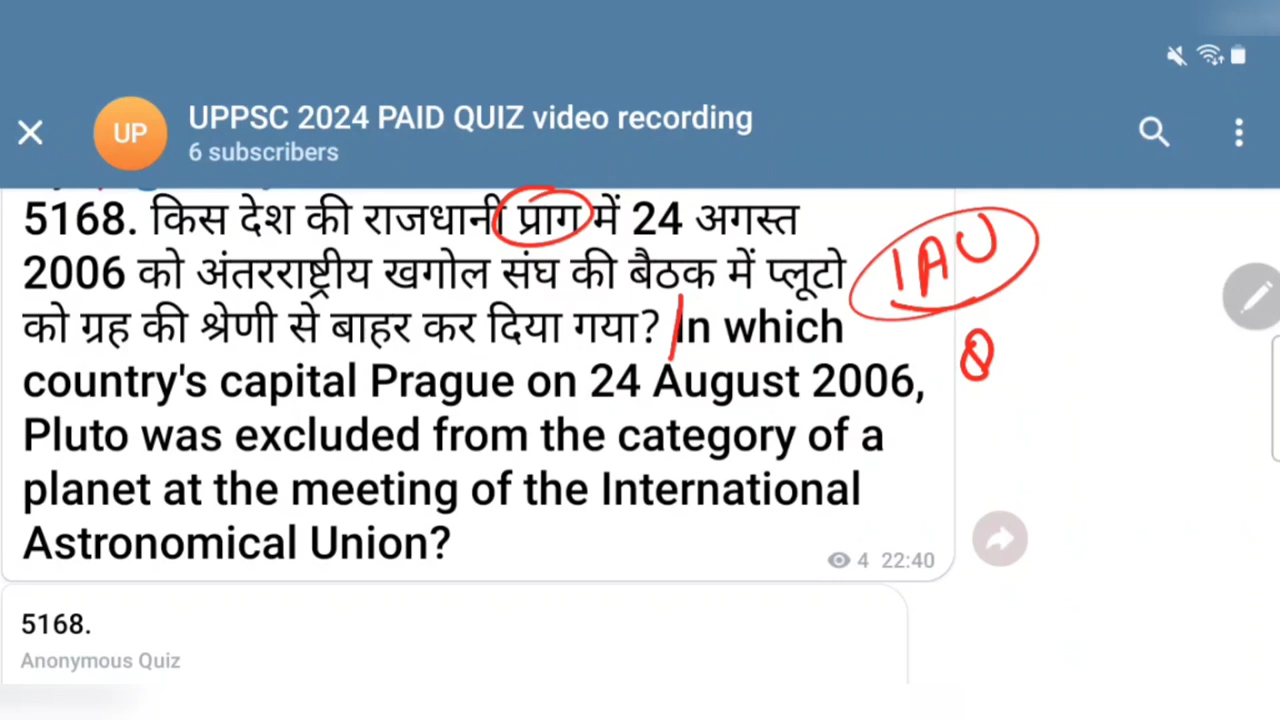 UP
UPPSC 2024 PAID QUIZ video recording
6 subscribers
5168. किस देश की राजधानी प्राग में 24 अगस्त
2006 को अंतरराष्ट्रीय खगोल संघ की बैठक में प्लूटो
को ग्रह की श्रेणी से बाहर कर दिया गया? In which
country's capital Prague on 24 August 2006,
Pluto was excluded from the category of a
planet at the meeting of the International
Astronomical Union?
IAU
4 22:40
5168.
Anonymous Quiz